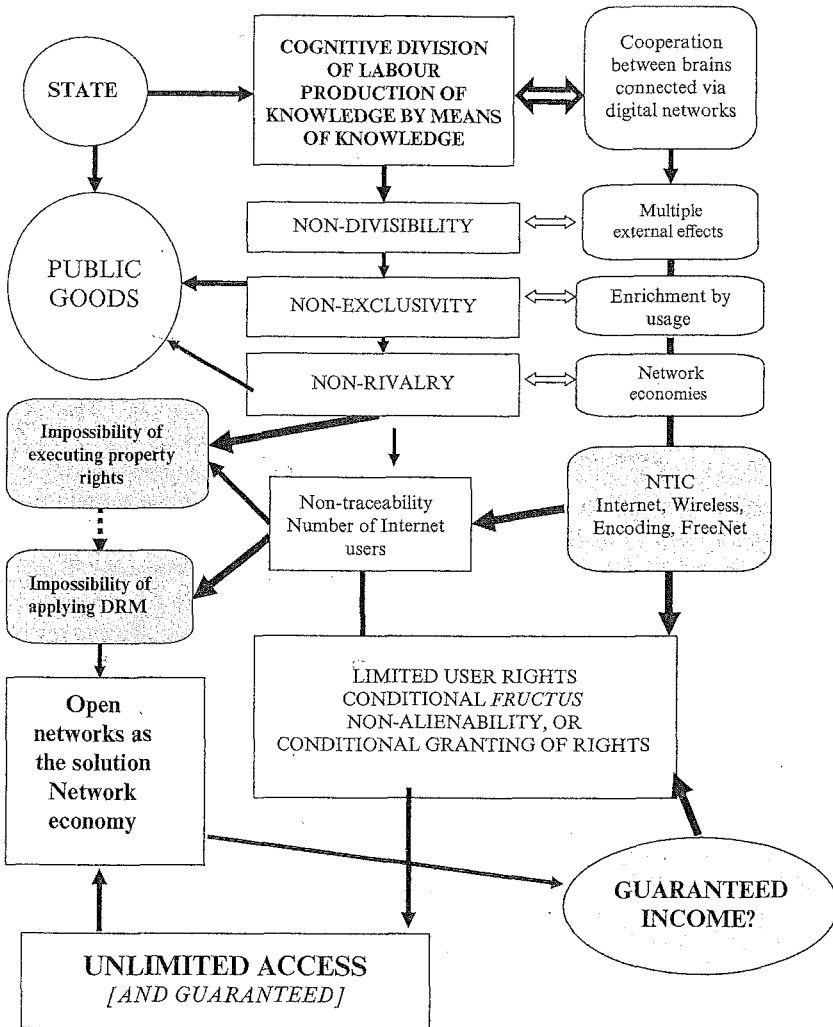 STATE
COGNITIVE DIVISION
OF LABOUR
PRODUCTION OF
KNOWLEDGE BY MEANS
OF KNOWLEDGE
Cooperation
between brains
connected via
digital networks
PUBLIC
GOODS
NON-DIVISIBILITY
Multiple
external effects
NON-EXCLUSIVITY
Enrichment by
usage
NON-RIVALRY
Network
economies
Impossibility of
executing property
rights
Non-traceability
Number of Internet
users
NTIC
Internet, Wireless,
Encoding, FreeNet
Impossibility of
applying DRM
LIMITED USER RIGHTS
CONDITIONAL FRUCTUS
NON-ALIENABILITY, OR
CONDITIONAL GRANTING OF RIGHTS
Open
networks as
the solution
Network
economy
GUARANTEED
INCOME?
UNLIMITED ACCESS
[AND GUARANTEED]